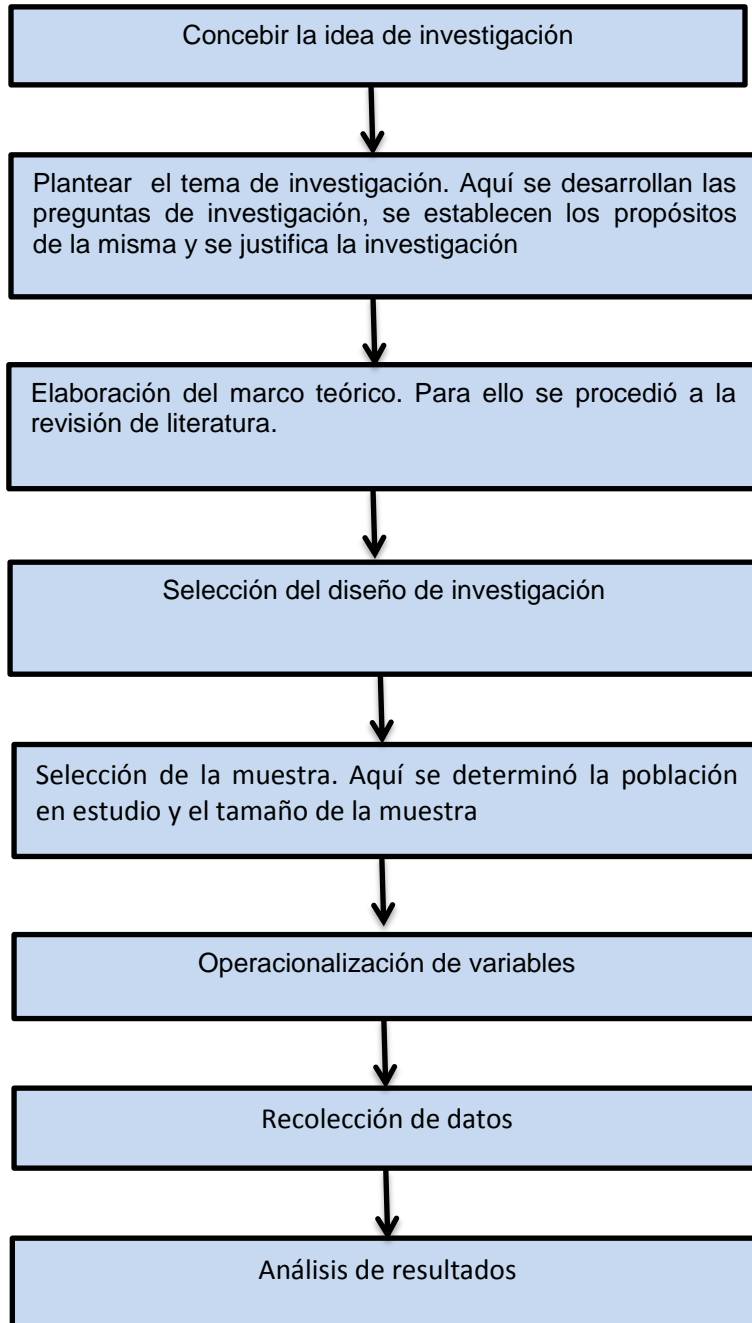 Concebir la idea de investigación
Plantear el tema de investigación. Aquí se desarrollan las
preguntas de investigación, se establecen los propósitos
de la misma y se justifica la investigación
Elaboración del marco teórico. Para ello se procedió a la
revisión de literatura.
Selección del diseño de investigación
Selección de la muestra. Aquí se determinó la población
en estudio y el tamaño de la muestra
Operacionalización de variables
Recolección de datos
Análisis de resultados